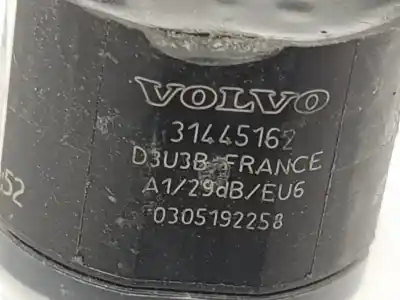 VOLVO
31445162
D3U3B FRANCE
A1/29dB/EU6
0305192258